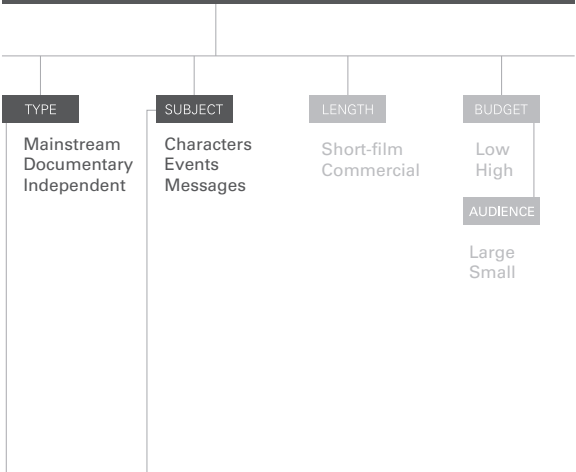 TYPE
Mainstream
Documentary
Independent
SUBJECT
Characters
Events
Messages
LENGTH
Short-film
Commercial
BUDGET
Low
High
AUDIENCE
Large
Small